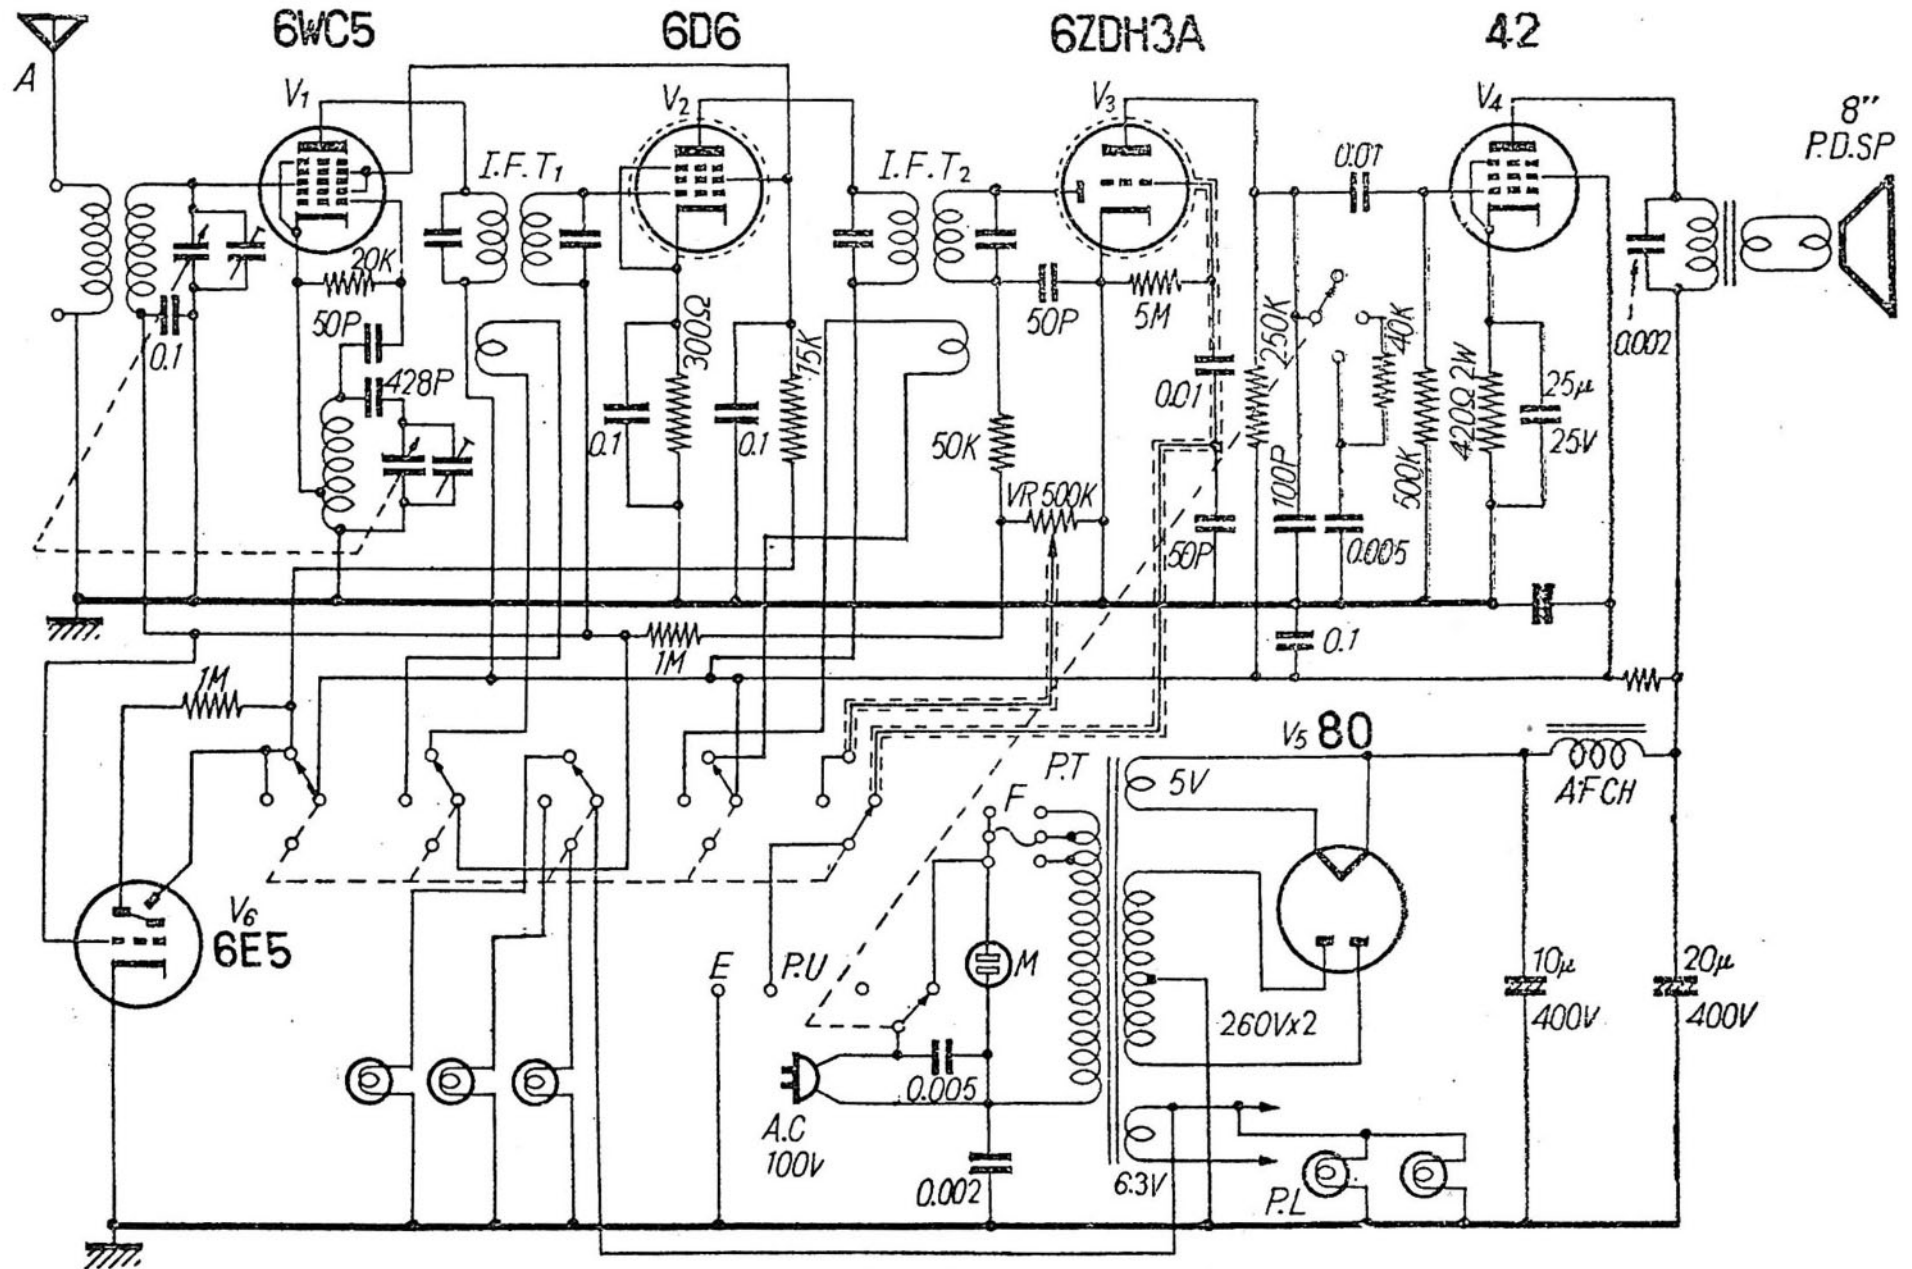 6WC5
6D6
6ZDH3A
42
A
V1
V2
V3
V4
8"
P.D.SP
I.F.T1
I.F.T2
0.01
20K
50P
0.1
428P
300Ω
15K
0.1
0.1
50P
5M
0.01
250K
40K
0.002
50K
VR 500K
50P
100P
0.005
500K
420Ω 2W
25μ
25V
1M
0.1
1M
V5 80
P.T
5V
F
A.F CH
V6
6E5
E
P.U
M
260V×2
10μ
400V
20μ
400V
0.005
A.C
100V
0.002
6.3V
P.L